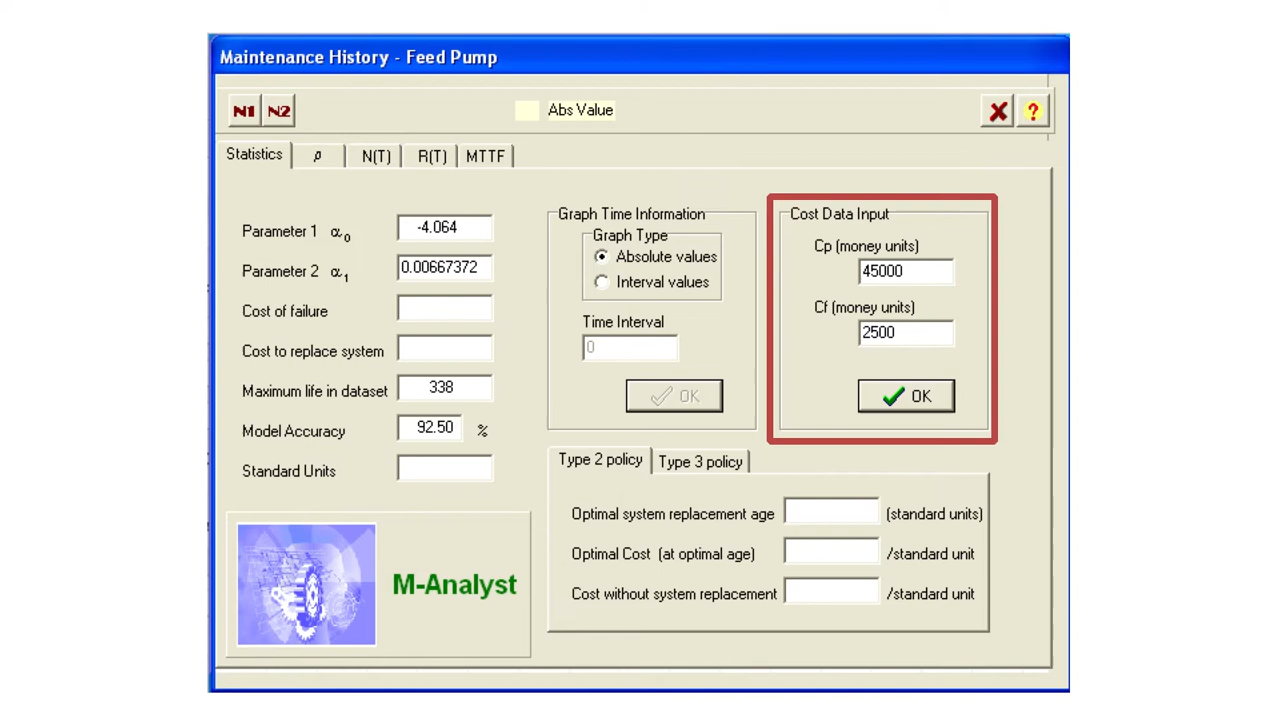 Maintenance History - Feed Pump
N1 N2 Abs Value ?
Statistics ρ N(T) R(T) MTTF
Parameter 1 α0 -4.064
Parameter 2 α1 0.00667372
Cost of failure
Cost to replace system
Maximum life in dataset 338
Model Accuracy 92.50 %
Standard Units
Graph Time Information
Graph Type
Absolute values
Interval values
Time Interval
0
OK
Cost Data Input
Cp (money units)
45000
Cf (money units)
2500
OK
Type 2 policy Type 3 policy
Optimal system replacement age (standard units)
Optimal Cost (at optimal age) /standard unit
Cost without system replacement /standard unit
M-Analyst